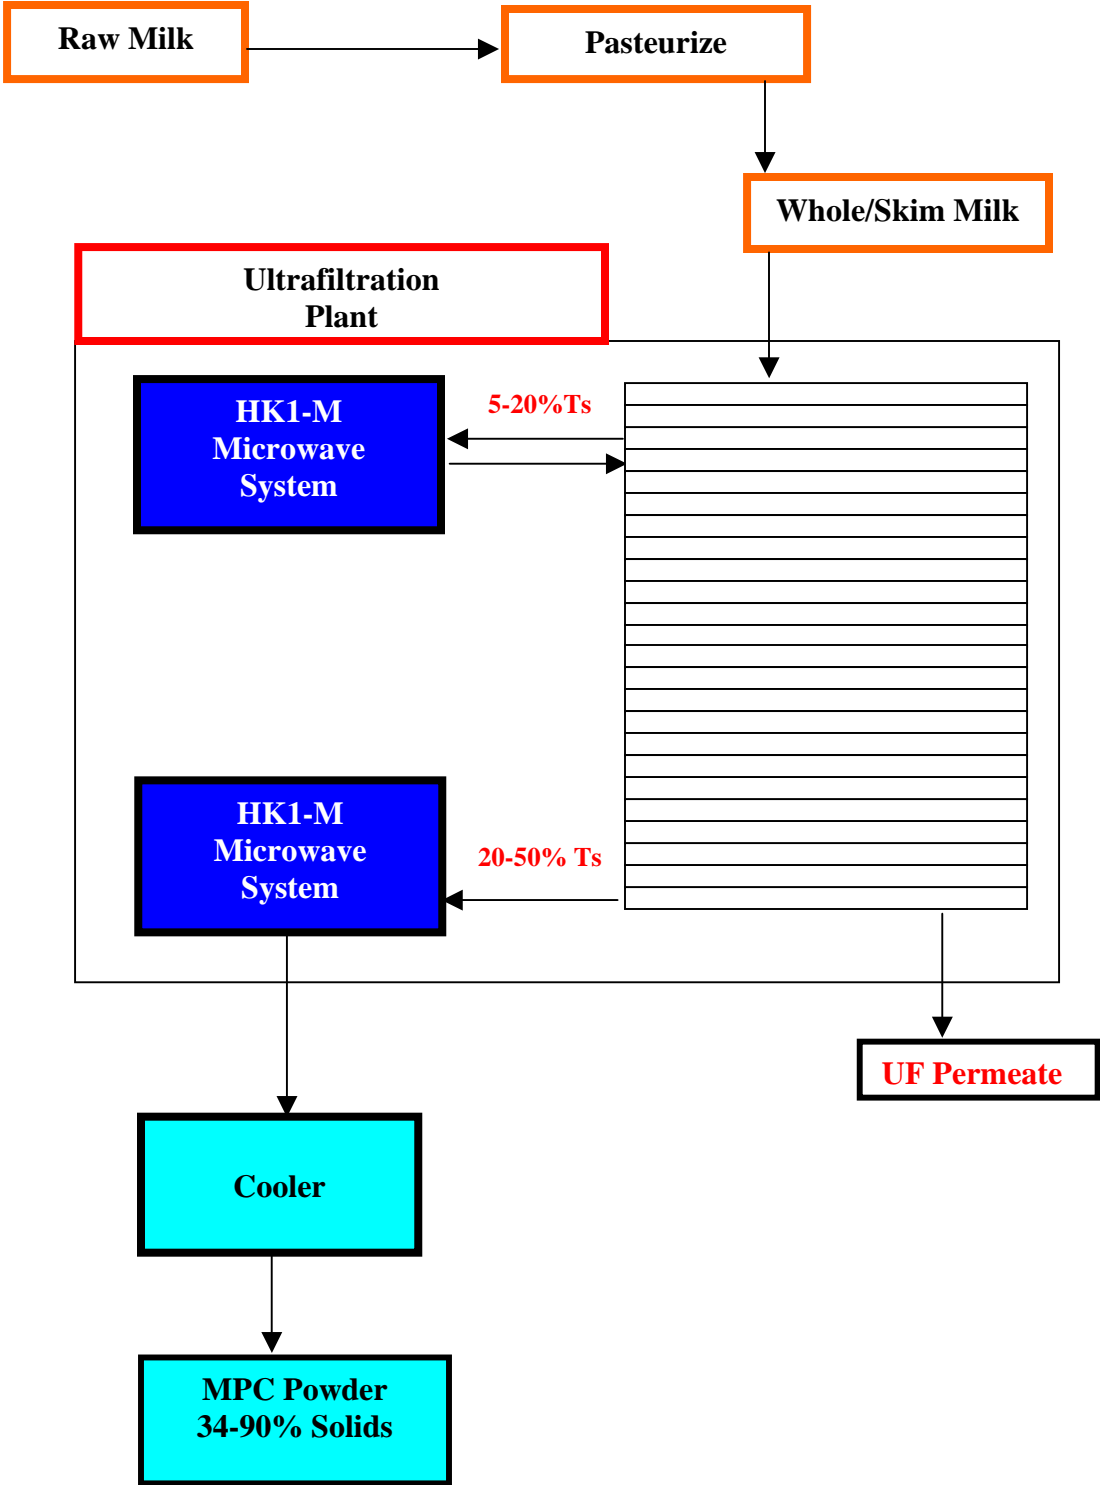 Raw Milk
Pasteurize
Whole/Skim Milk
Ultrafiltration
Plant
HK1-M
Microwave
System
5-20%Ts
HK1-M
Microwave
System
20-50% Ts
UF Permeate
Cooler
MPC Powder
34-90% Solids